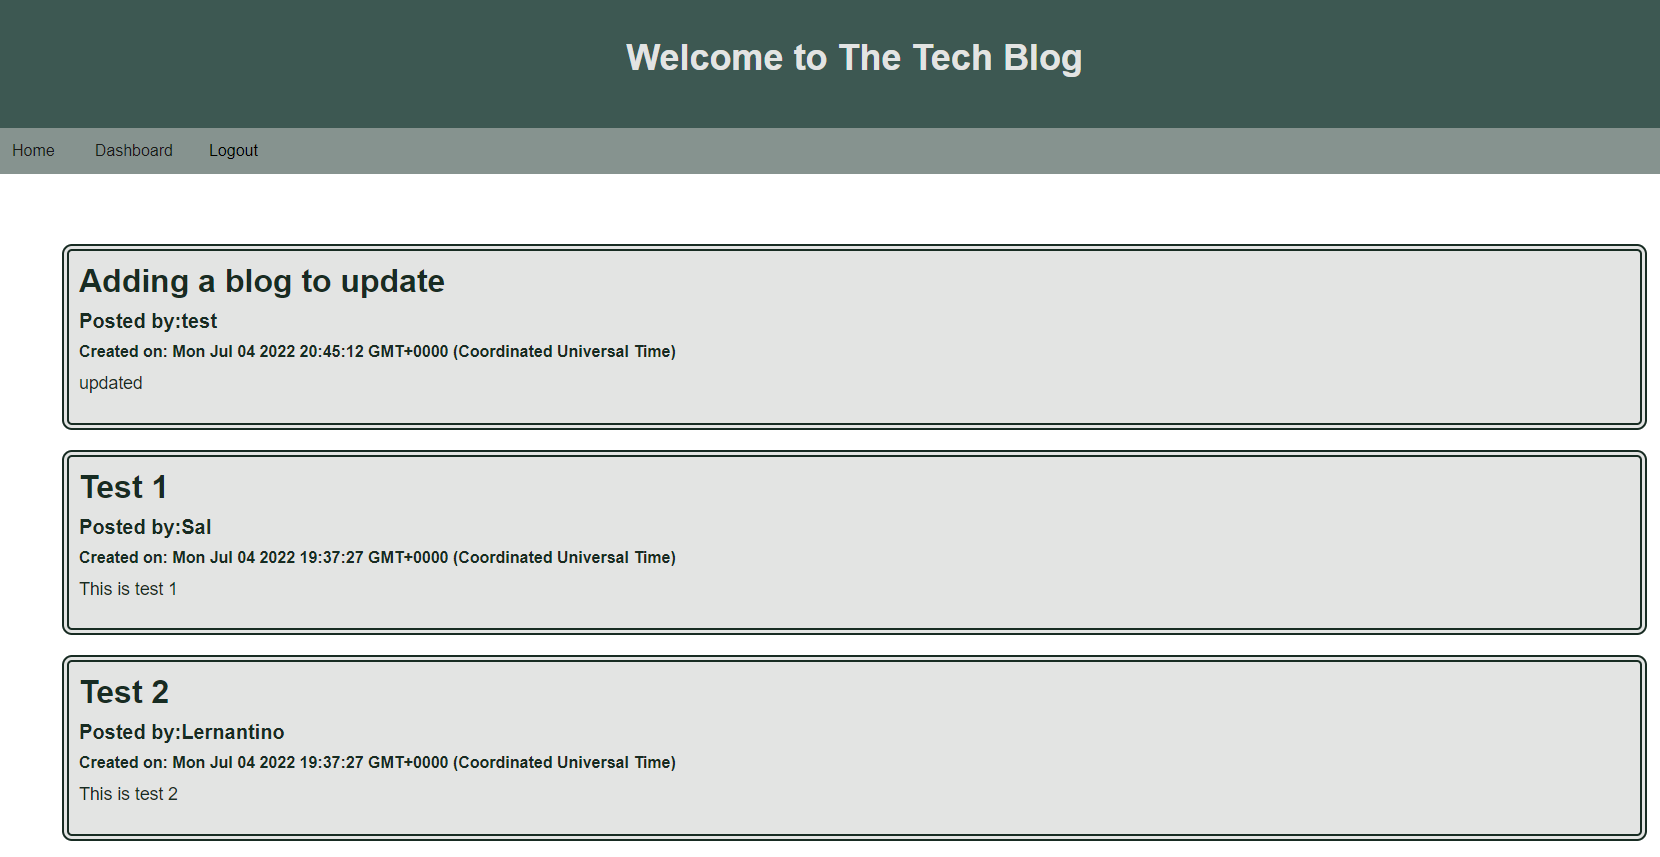 Welcome to The Tech Blog
Home Dashboard Logout
Adding a blog to update
Posted by:test
Created on: Mon Jul 04 2022 20:45:12 GMT+0000 (Coordinated Universal Time)
updated
Test 1
Posted by:Sal
Created on: Mon Jul 04 2022 19:37:27 GMT+0000 (Coordinated Universal Time)
This is test 1
Test 2
Posted by:Lernantino
Created on: Mon Jul 04 2022 19:37:27 GMT+0000 (Coordinated Universal Time)
This is test 2